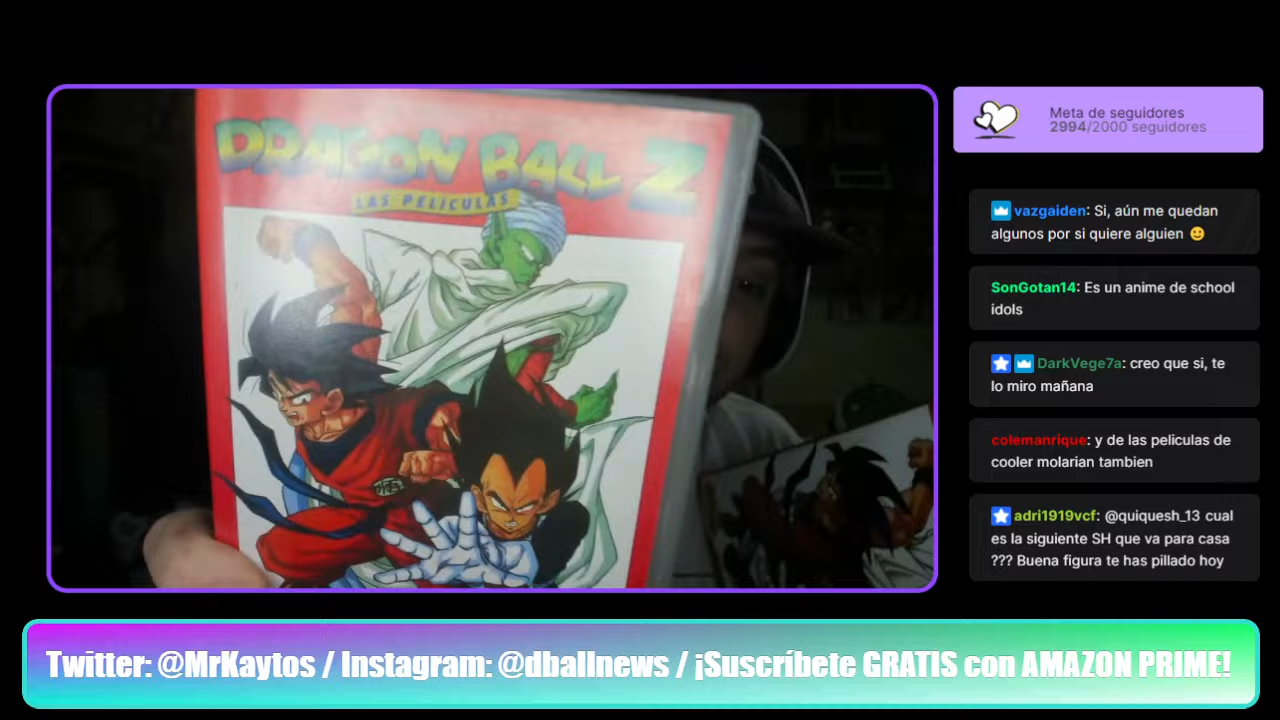 DRAGON BALL Z
LAS PELÍCULAS
Meta de seguidores
2994/2000 seguidores
vazgaiden: Si, aún me quedan
algunos por si quiere alguien
SonGotan14: Es un anime de school
idols
DarkVege7a: creo que si, te
lo miro mañana
colemanrique: y de las peliculas de
cooler molarian tambien
adri1919vcf: @quiquesh_13 cual
es la siguiente SH que va para casa
??? Buena figura te has pillado hoy
Twitter: @MrKaytos / Instagram: @dballnews / ¡Suscríbete GRATIS con AMAZON PRIME!